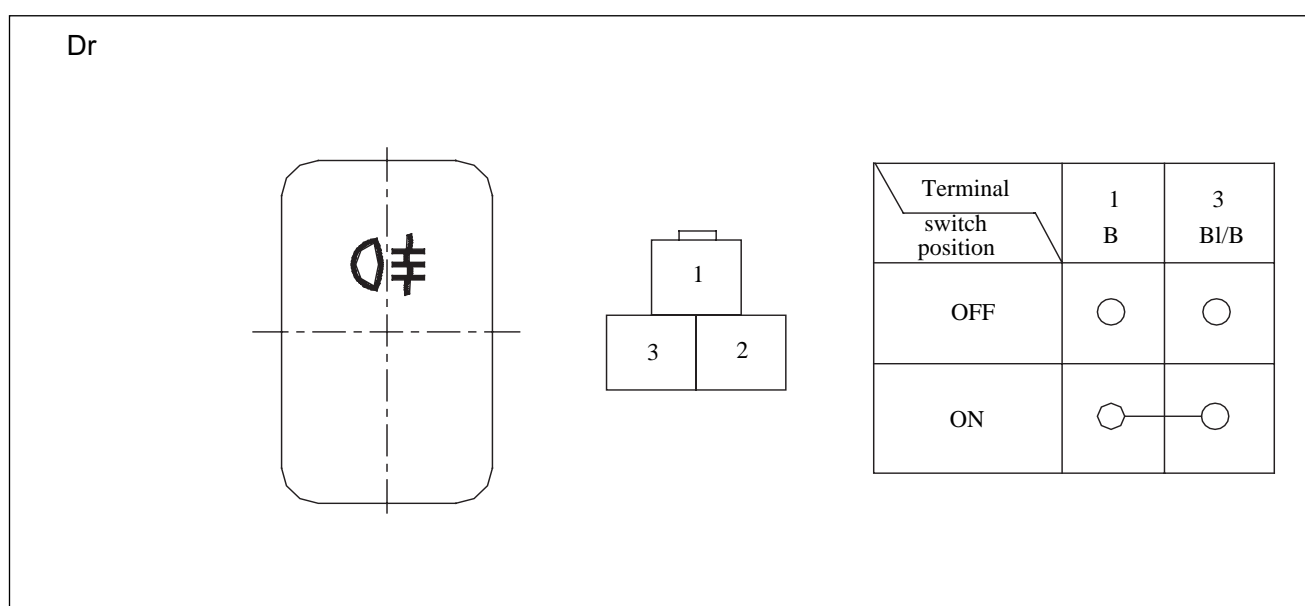 Dr
1
3
2
Terminal
switch
position
1
B
3
Bl/B
OFF
ON